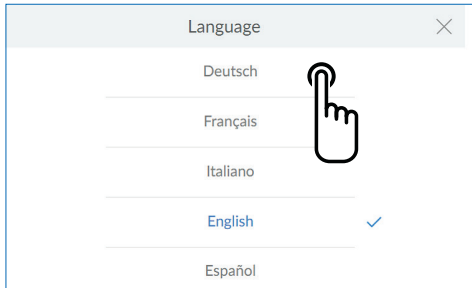 Language
Deutsch
Français
Italiano
English
Español